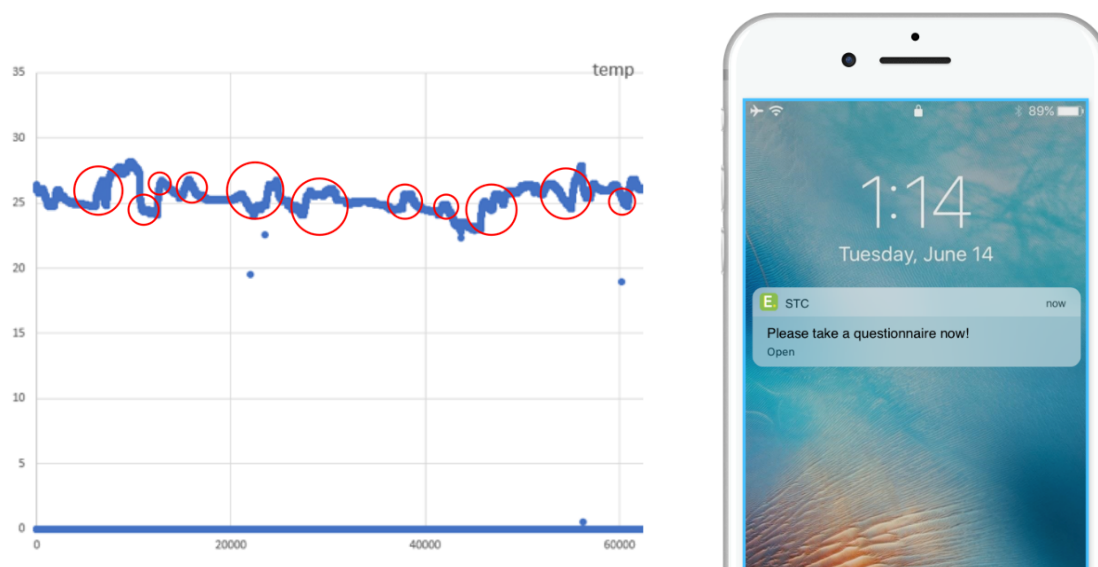 temp
35
30
25
20
15
10
5
0
0 20000 40000 60000
89%
1:14
Tuesday, June 14
E. STC now
Please take a questionnaire now!
Open